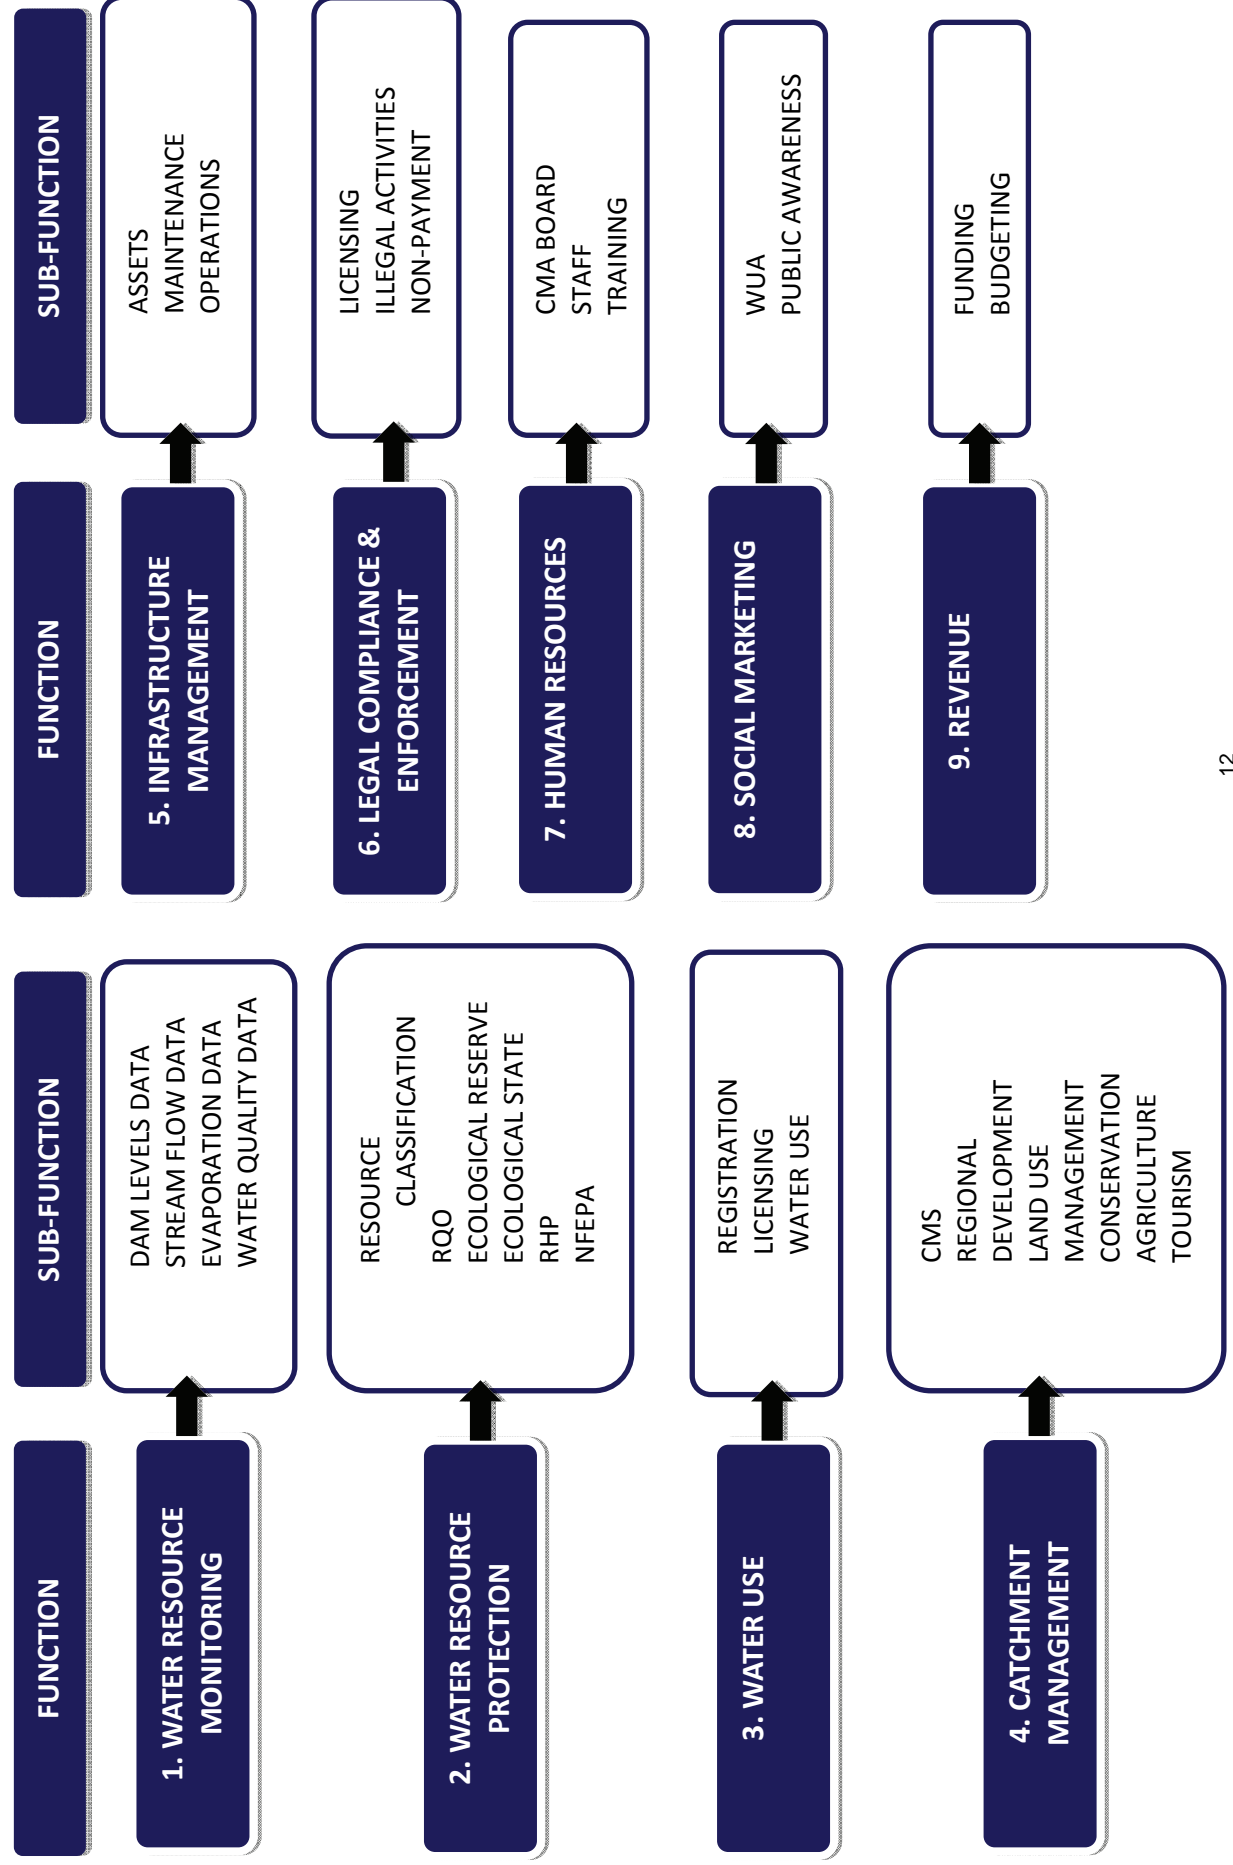 FUNCTION
SUB-FUNCTION
1. WATER RESOURCE
MONITORING
DAM LEVELS DATA
STREAM FLOW DATA
EVAPORATION DATA
WATER QUALITY DATA
2. WATER RESOURCE
PROTECTION
RESOURCE
CLASSIFICATION
RQO
ECOLOGICAL RESERVE
ECOLOGICAL STATE
RHP
NFEPA
3. WATER USE
REGISTRATION
LICENSING
WATER USE
4. CATCHMENT
MANAGEMENT
CMS
REGIONAL
DEVELOPMENT
LAND USE
MANAGEMENT
CONSERVATION
AGRICULTURE
TOURISM
FUNCTION
SUB-FUNCTION
5. INFRASTRUCTURE
MANAGEMENT
ASSETS
MAINTENANCE
OPERATIONS
6. LEGAL COMPLIANCE &
ENFORCEMENT
LICENSING
ILLEGAL ACTIVITIES
NON-PAYMENT
7. HUMAN RESOURCES
CMA BOARD
STAFF
TRAINING
8. SOCIAL MARKETING
WUA
PUBLIC AWARENESS
9. REVENUE
FUNDING
BUDGETING
12